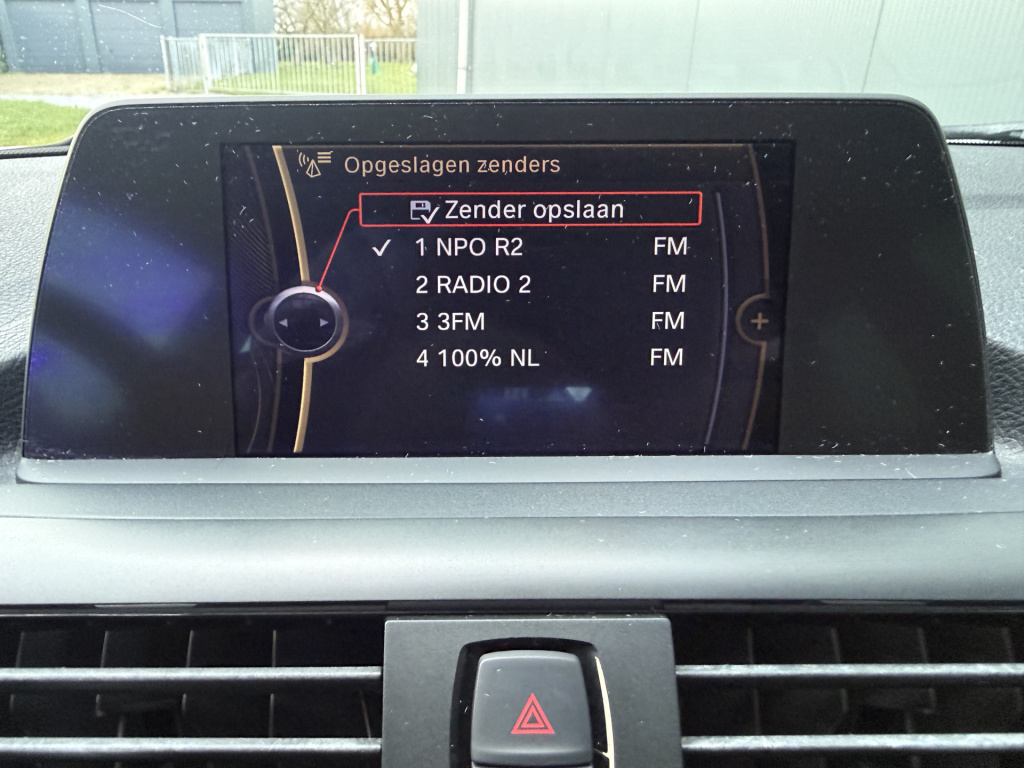 Opgeslagen zenders
Zender opslaan
1 NPO R2 FM
2 RADIO 2 FM
3 3FM FM
4 100% NL FM